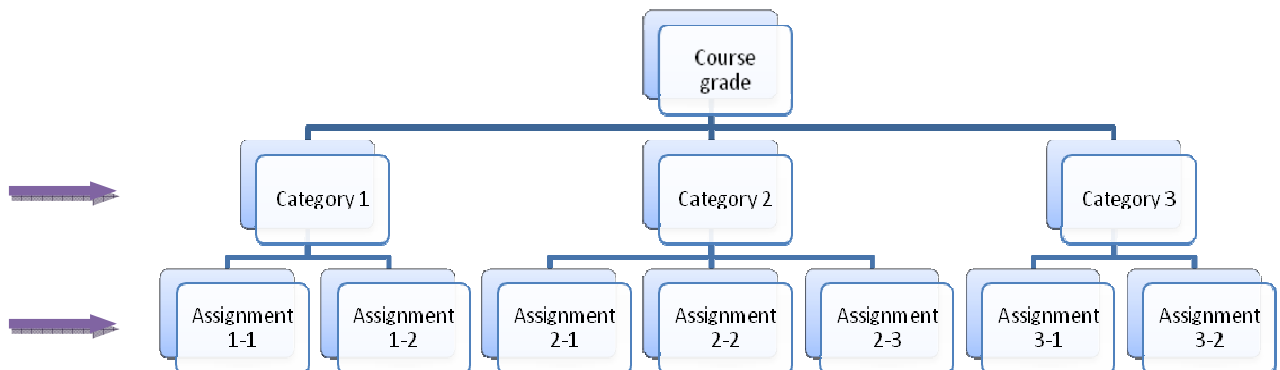 Course
grade
Category 1
Category 2
Category 3
Assignment
1-1
Assignment
1-2
Assignment
2-1
Assignment
2-2
Assignment
2-3
Assignment
3-1
Assignment
3-2